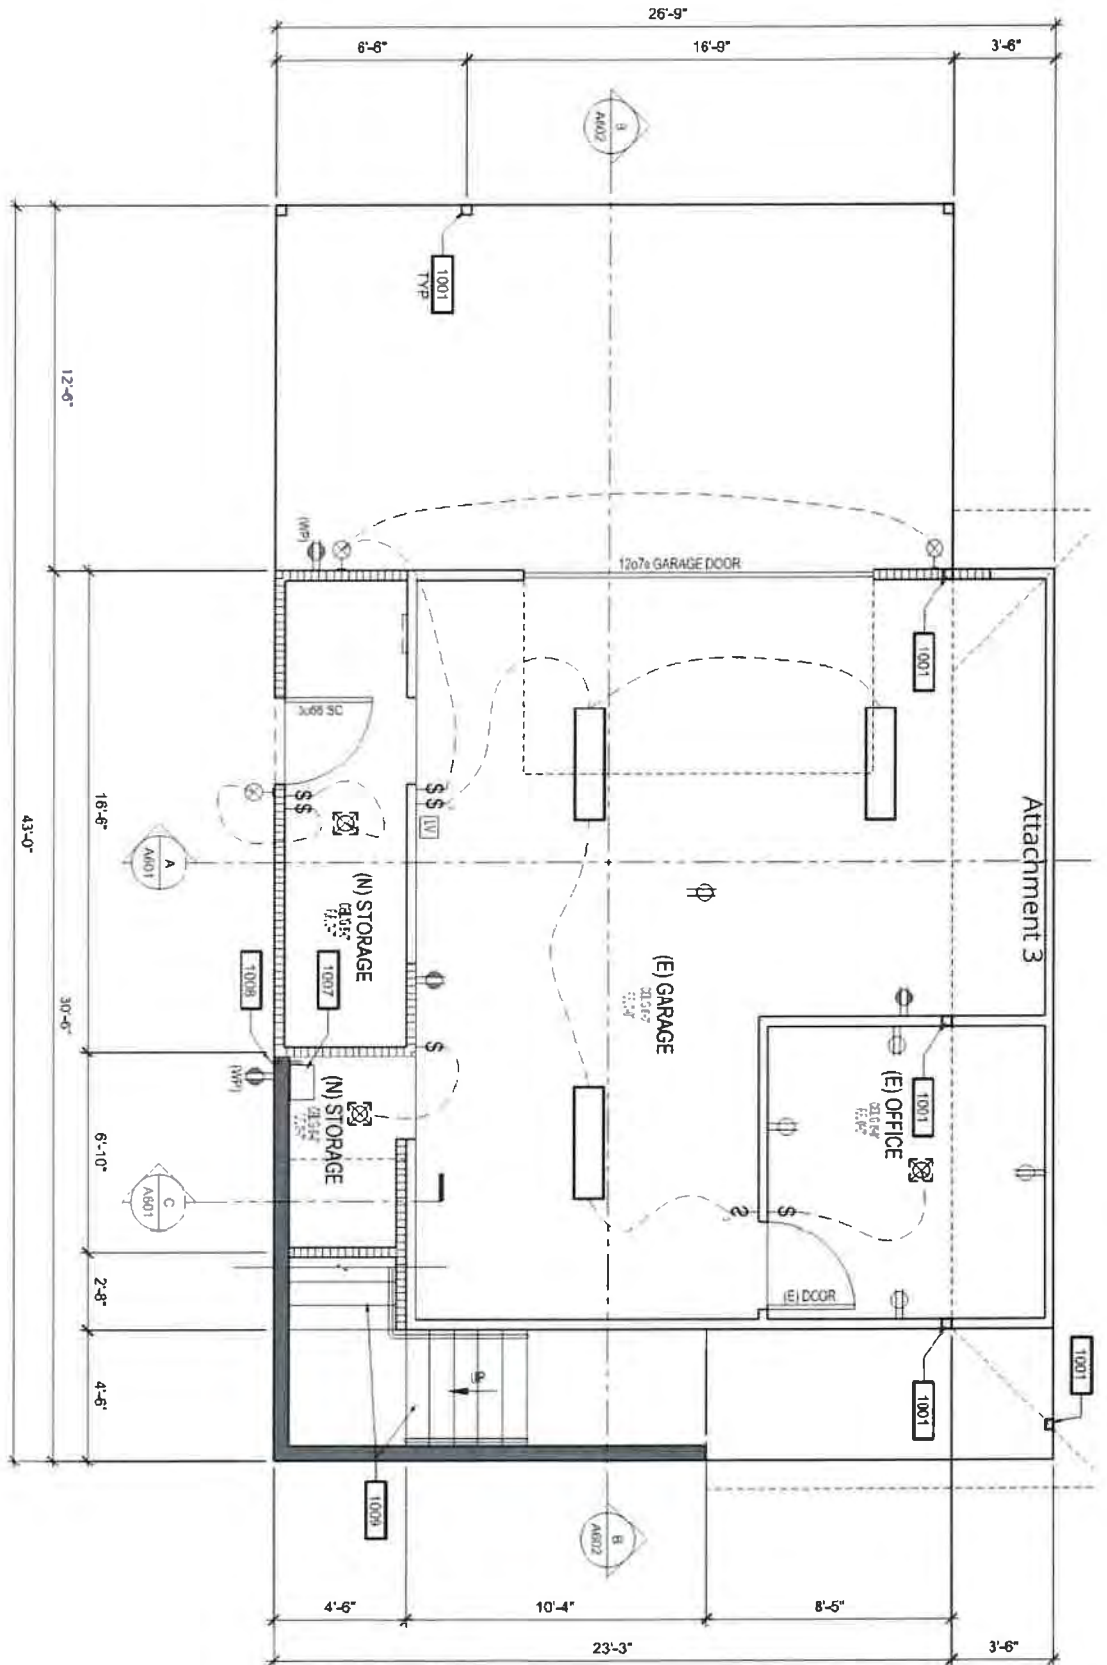 26'-9"
6'-6"
16'-9"
3'-6"
B
A602
1001
TYP
12'-6"
(WP)
12o7o GARAGE DOOR
1001
3o68 SC
$$
$$
W
Attachment 3
16'-6"
43'-0"
A
A601
(N) STORAGE
(E) GARAGE
1008
1007
30'-6"
$
(WP)
(N) STORAGE
(E) OFFICE
1001
6'-10"
C
A601
$
$
2'-8"
(E) DOOR
UP
4'-6"
1001
1001
1009
B
A602
4'-6"
10'-4"
8'-5"
23'-3"
3'-6"